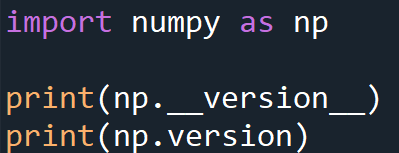 import numpy as np
print(np.__version__)
print(np.version)